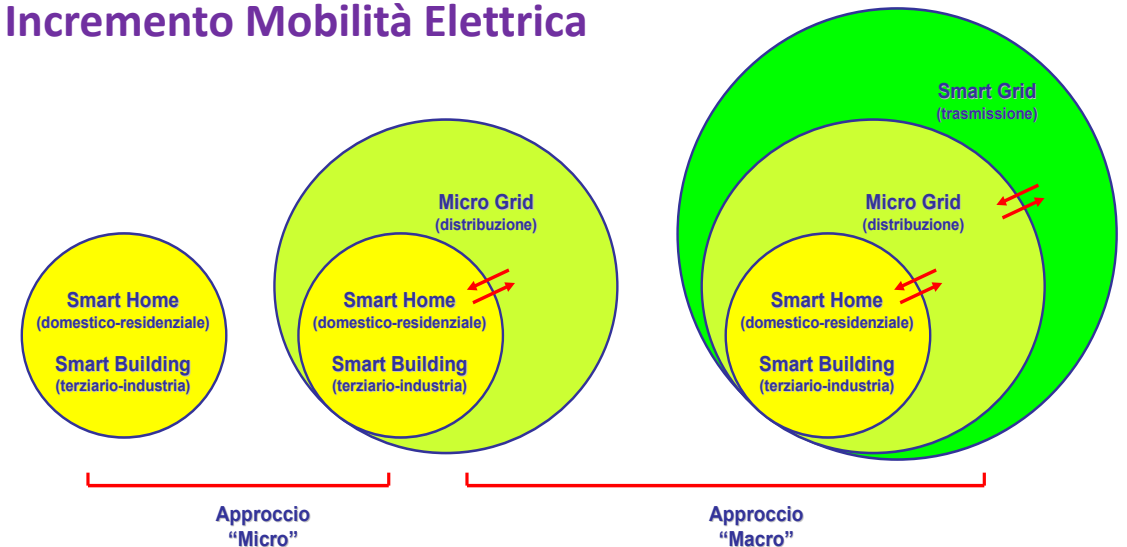 Incremento Mobilità Elettrica
Smart Home
(domestico-residenziale)
Smart Building
(terziario-industria)
Micro Grid
(distribuzione)
Smart Home
(domestico-residenziale)
Smart Building
(terziario-industria)
Smart Grid
(trasmissione)
Micro Grid
(distribuzione)
Smart Home
(domestico-residenziale)
Smart Building
(terziario-industria)
Approccio
“Micro”
Approccio
“Macro”